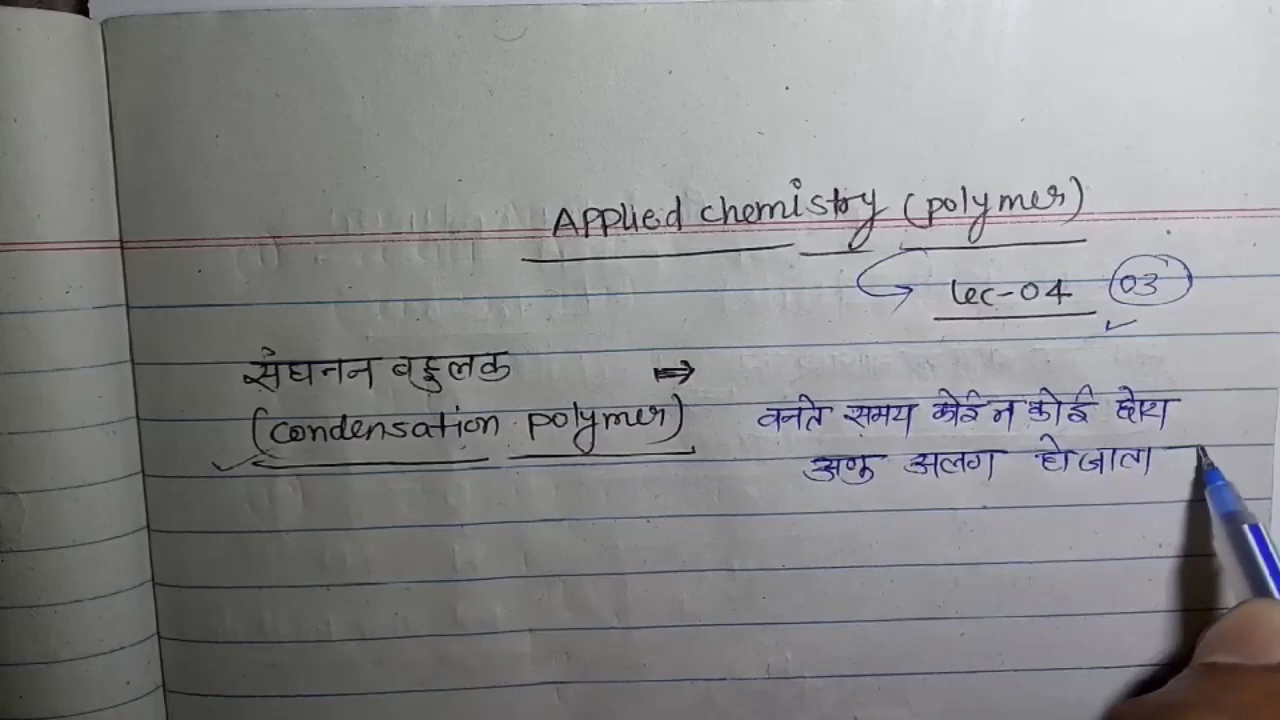 Applied chemistry (polymer)
Lec-04 03
संघनन बहुलक ⇒
(condensation polymer) बनते समय कोई न कोई छोटा
अणु अलग हो जाता